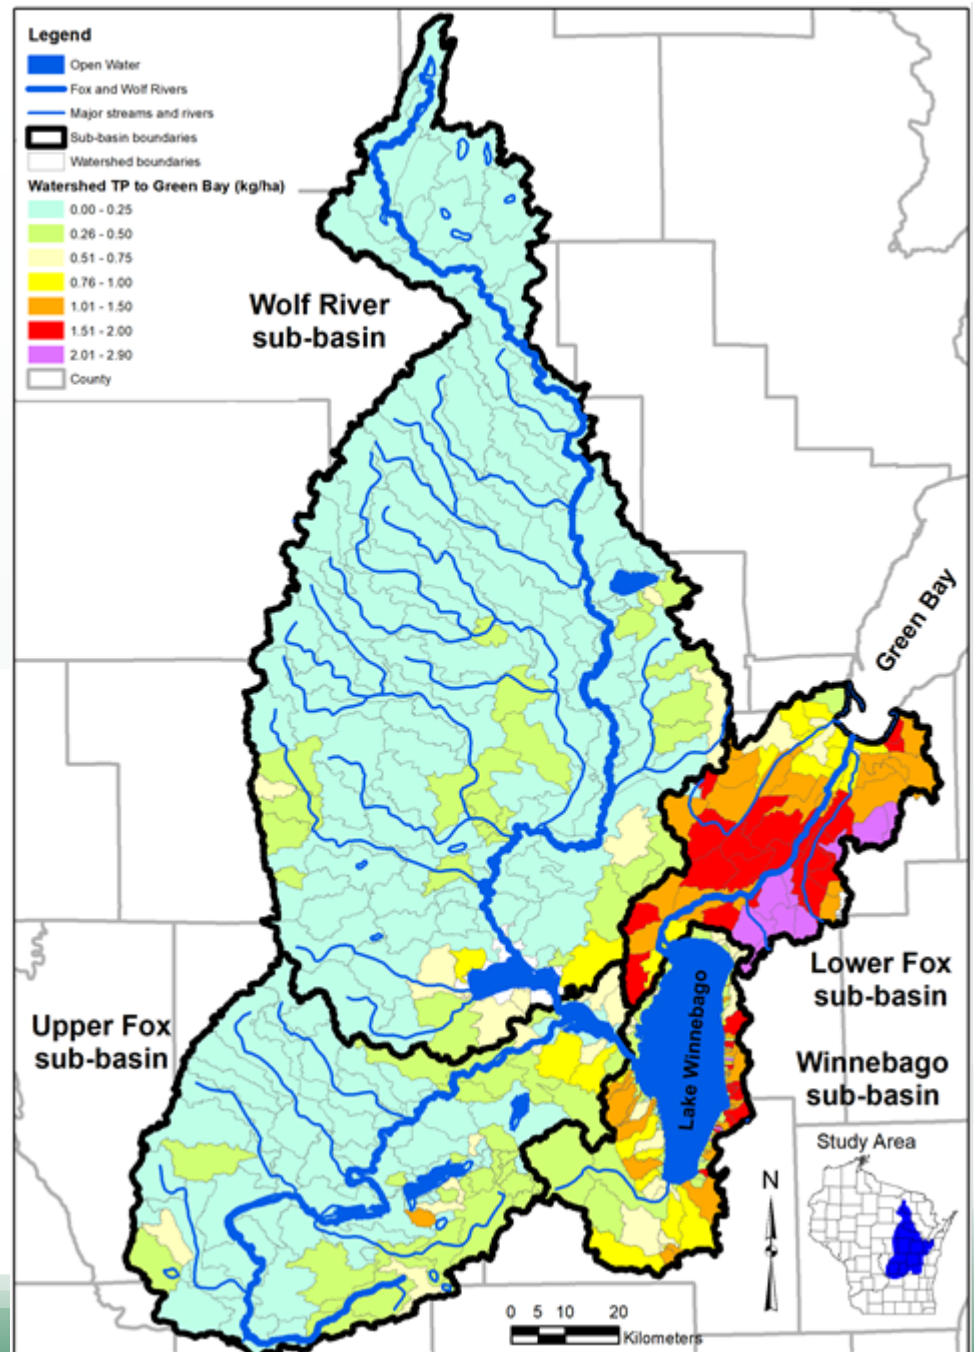 Legend
Open Water
Fox and Wolf Rivers
Major streams and rivers
Sub-basin boundaries
Watershed boundaries
Watershed TP to Green Bay (kg/ha)
0.00 - 0.25
0.26 - 0.50
0.51 - 0.75
0.76 - 1.00
1.01 - 1.50
1.51 - 2.00
2.01 - 2.90
County
Wolf River
sub-basin
Green Bay
Lower Fox
sub-basin
Upper Fox
sub-basin
Lake Winnebago
Winnebago
sub-basin
Study Area
N
0 5 10 20
Kilometers